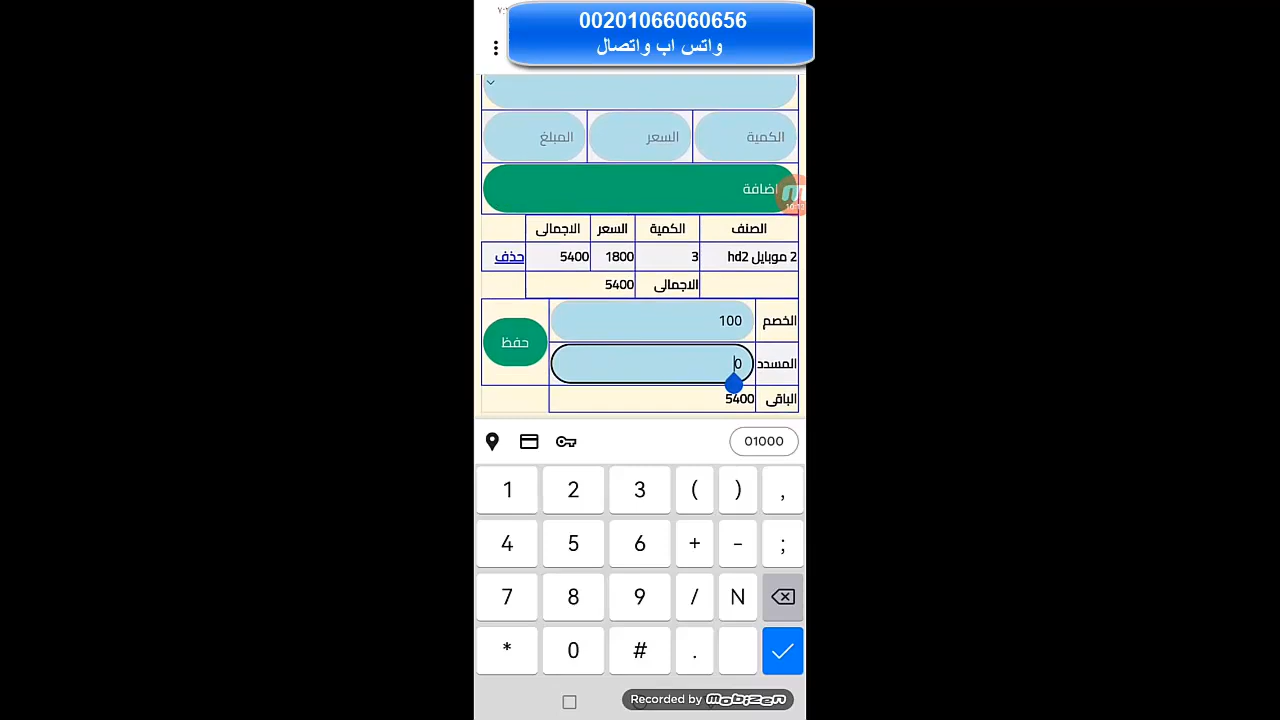 00201066060656
واتس اب واتصال
الكمية السعر المبلغ
اضافة
الصنف الكمية السعر الاجمالى
2 موبايل hd2 3 1800 5400 حذف
الاجمالى 5400
الخصم 100
حفظ
المسدد 0
الباقى 5400
01000
1 2 3 ( ) ,
4 5 6 + - ;
7 8 9 / N
* 0 # .
Recorded by mobizen